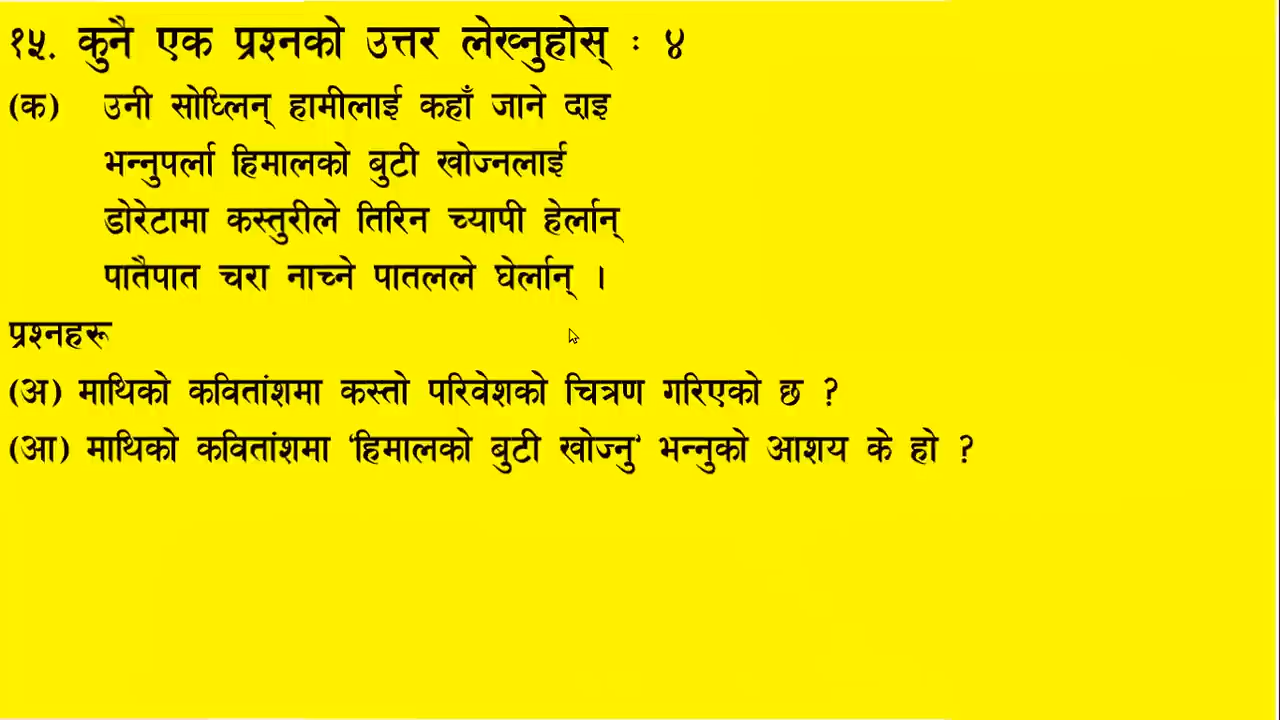 १५. कुनै एक प्रश्नको उत्तर लेख्नुहोस् : ४
(क) उनी सोध्लिन् हामीलाई कहाँ जाने दाइ
भन्नुपर्ला हिमालको बुटी खोज्नलाई
डोरेटामा कस्तुरीले तिरिन च्यापी हेर्लान्
पातैपात चरा नाच्ने पातलले घेर्लान् ।
प्रश्नहरू
(अ) माथिको कवितांशमा कस्तो परिवेशको चित्रण गरिएको छ ?
(आ) माथिको कवितांशमा 'हिमालको बुटी खोज्नु' भन्नुको आशय के हो ?